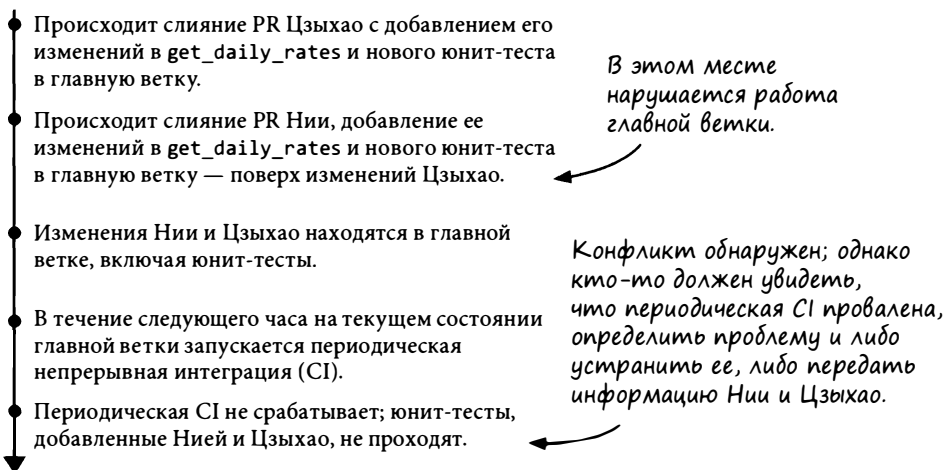 Происходит слияние PR Цзыхао с добавлением его
изменений в get_daily_rates и нового юнит-теста
в главную ветку.
В этом месте
нарушается работа
главной ветки.
Происходит слияние PR Нии, добавление ее
изменений в get_daily_rates и нового юнит-теста
в главную ветку — поверх изменений Цзыхао.
Изменения Нии и Цзыхао находятся в главной
ветке, включая юнит-тесты.
В течение следующего часа на текущем состоянии
главной ветки запускается периодическая
непрерывная интеграция (CI).
Конфликт обнаружен; однако
кто-то должен увидеть,
что периодическая CI провалена,
определить проблему и либо
устранить ее, либо передать
информацию Нии и Цзыхао.
Периодическая CI не срабатывает; юнит-тесты,
добавленные Нией и Цзыхао, не проходят.